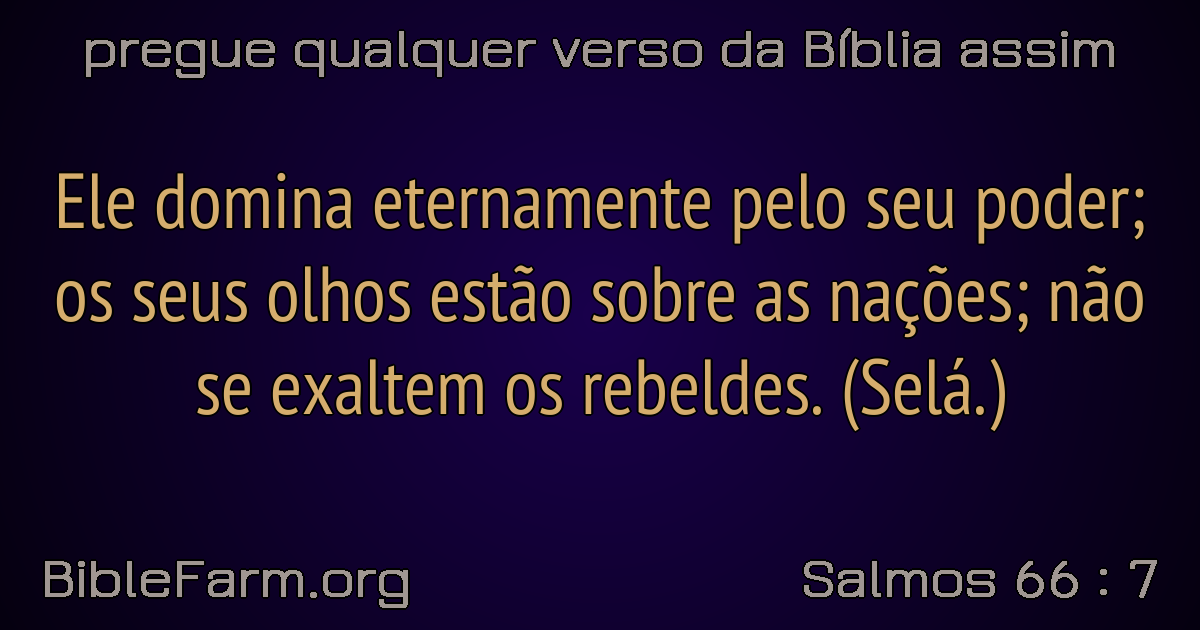 pregue qualquer verso da Bíblia assim
Ele domina eternamente pelo seu poder;
os seus olhos estão sobre as nações; não
se exaltem os rebeldes. (Selá.)
BibleFarm.org
Salmos 66 : 7